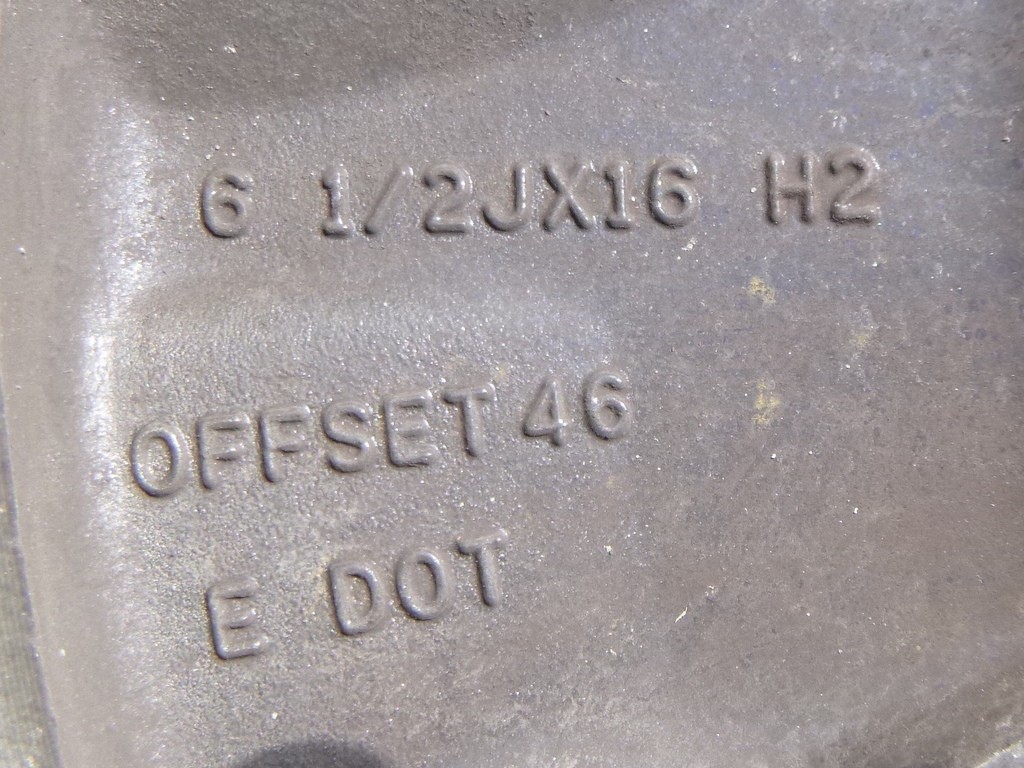 6 1/2JX16 H2
OFFSET 46
E DOT